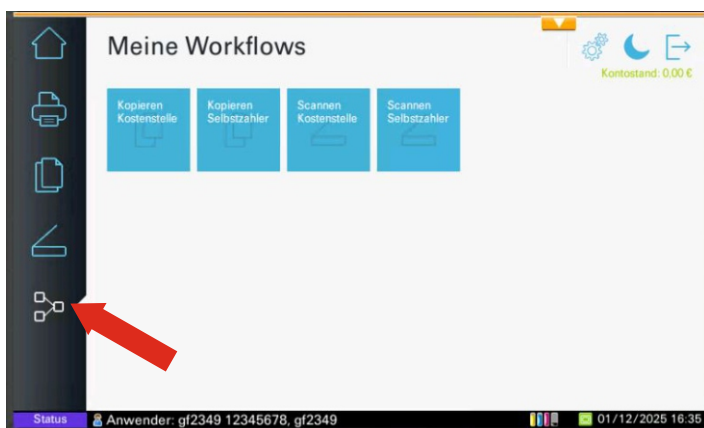 Meine Workflows
Kontostand: 0,00 €
Kopieren
Kostenstelle
Kopieren
Selbstzahler
Scannen
Kostenstelle
Scannen
Selbstzahler
Status
Anwender: gf2349 12345678, gf2349
01/12/2025 16:35